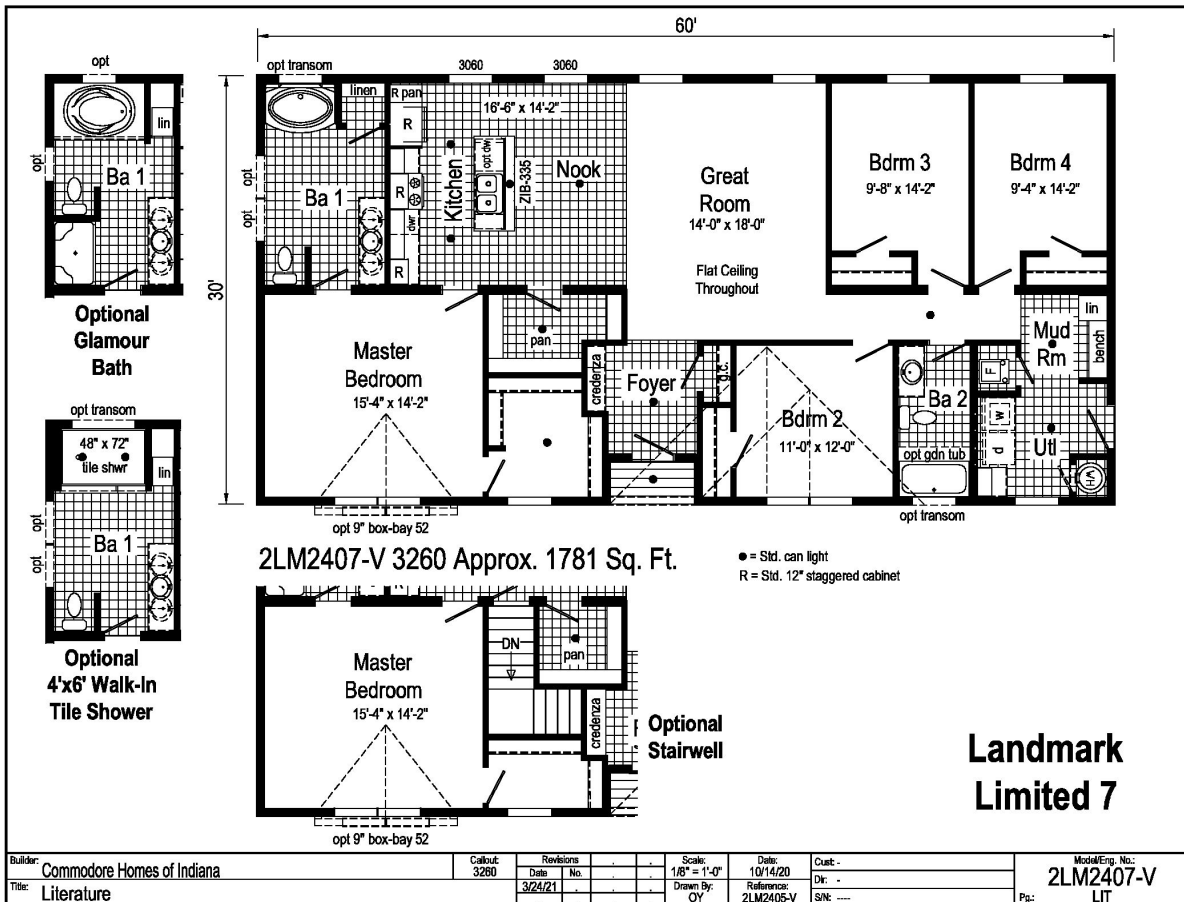 60'
30'
opt
lin
opt
Ba 1
Optional
Glamour
Bath
opt transom
48" x 72"
tile shwr
lin
opt
opt
Ba 1
Optional
4'x6' Walk-In
Tile Shower
opt transom
linen
opt
opt
Ba 1
3060
3060
R pan
R
R
dwr
R
16'-6" x 14'-2"
Kitchen
opt dw
ZIB-335
Nook
Great
Room
14'-0" x 18'-0"
Flat Ceiling
Throughout
Bdrm 3
9'-8" x 14'-2"
Bdrm 4
9'-4" x 14'-2"
Master
Bedroom
15'-4" x 14'-2"
pan
credenza
Foyer
g.c.
Bdrm 2
11'-0" x 12'-0"
Ba 2
opt gdn tub
opt transom
F
w
d
Mud
Rm
lin
bench
Utl
WH
opt 9" box-bay 52
2LM2407-V 3260 Approx. 1781 Sq. Ft.
● = Std. can light
R = Std. 12" staggered cabinet
Master
Bedroom
15'-4" x 14'-2"
DN
pan
credenza
Optional
Stairwell
opt 9" box-bay 52
Landmark
Limited 7
Builder: Commodore Homes of Indiana
Title: Literature
Callout:
3260
Revisions
Date No.
3/24/21
Scale:
1/8" = 1'-0"
Drawn By:
OY
Date:
10/14/20
Reference:
2LM2405-V
Cust: -
Dlr: -
S/N: ----
Model/Eng. No.:
2LM2407-V
Pg.: LIT